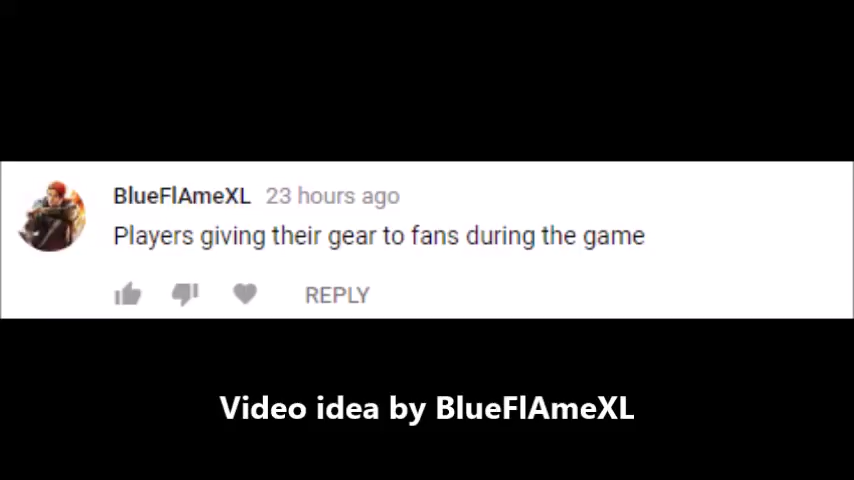 BlueFlAmeXL 23 hours ago
Players giving their gear to fans during the game
REPLY
Video idea by BlueFlAmeXL